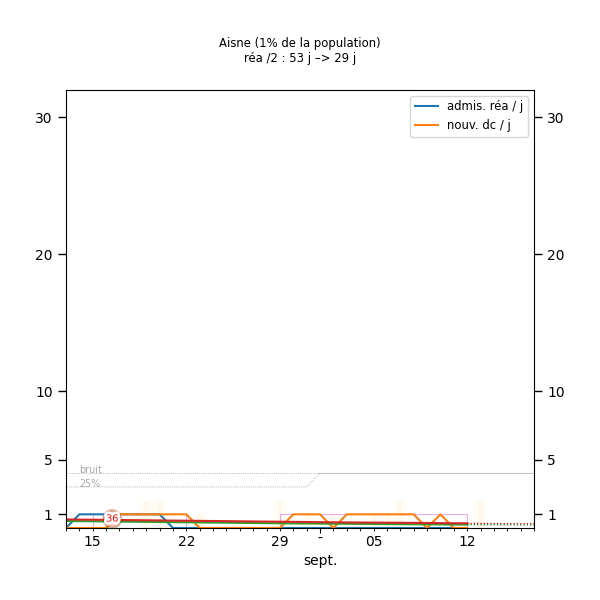 Aisne (1% de la population)
réa /2 : 53 j –> 29 j
admis. réa / j
nouv. dc / j
30 30
20 20
10 10
5 5
bruit
25%
1 36 1
15 22 29 - 05 12
sept.